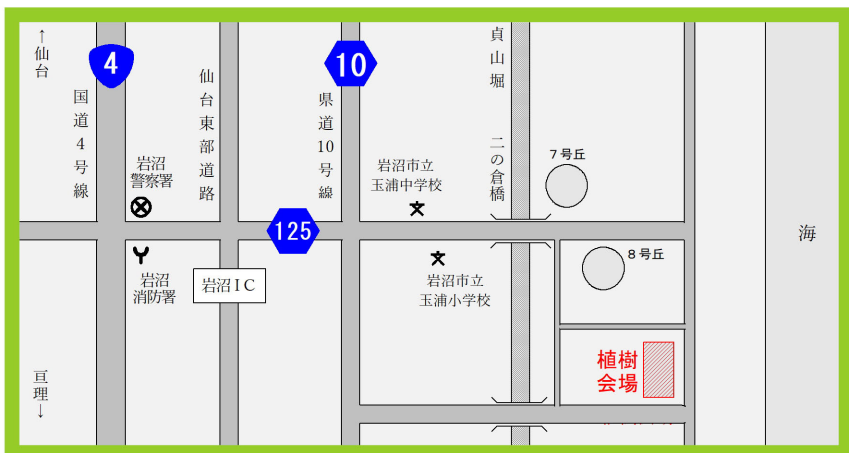 ↑仙台
4
国道4号線
仙台東部道路
10
県道10号線
貞山堀
二の倉橋
7号丘
岩沼
警察署
岩沼市立
玉浦中学校
125
海
岩沼
消防署
岩沼IC
岩沼市立
玉浦小学校
8号丘
植樹
会場
亘理↓